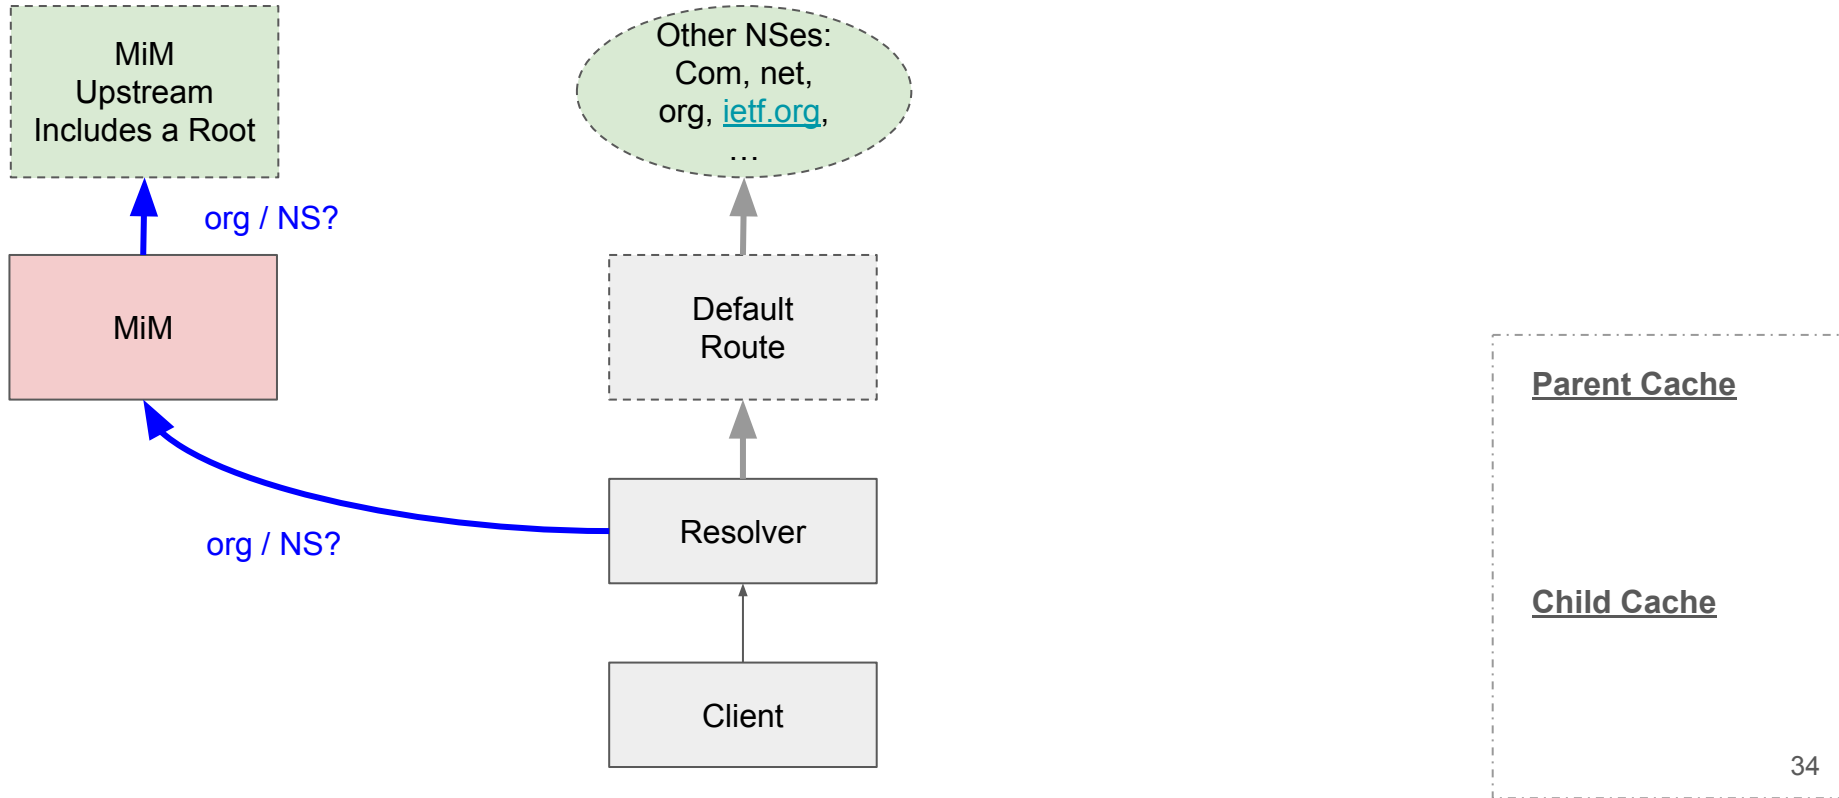 MiM
Upstream
Includes a Root
Other NSes:
Com, net,
org, ietf.org,
…
org / NS?
MiM
Default
Route
Parent Cache
Resolver
org / NS?
Child Cache
Client
34